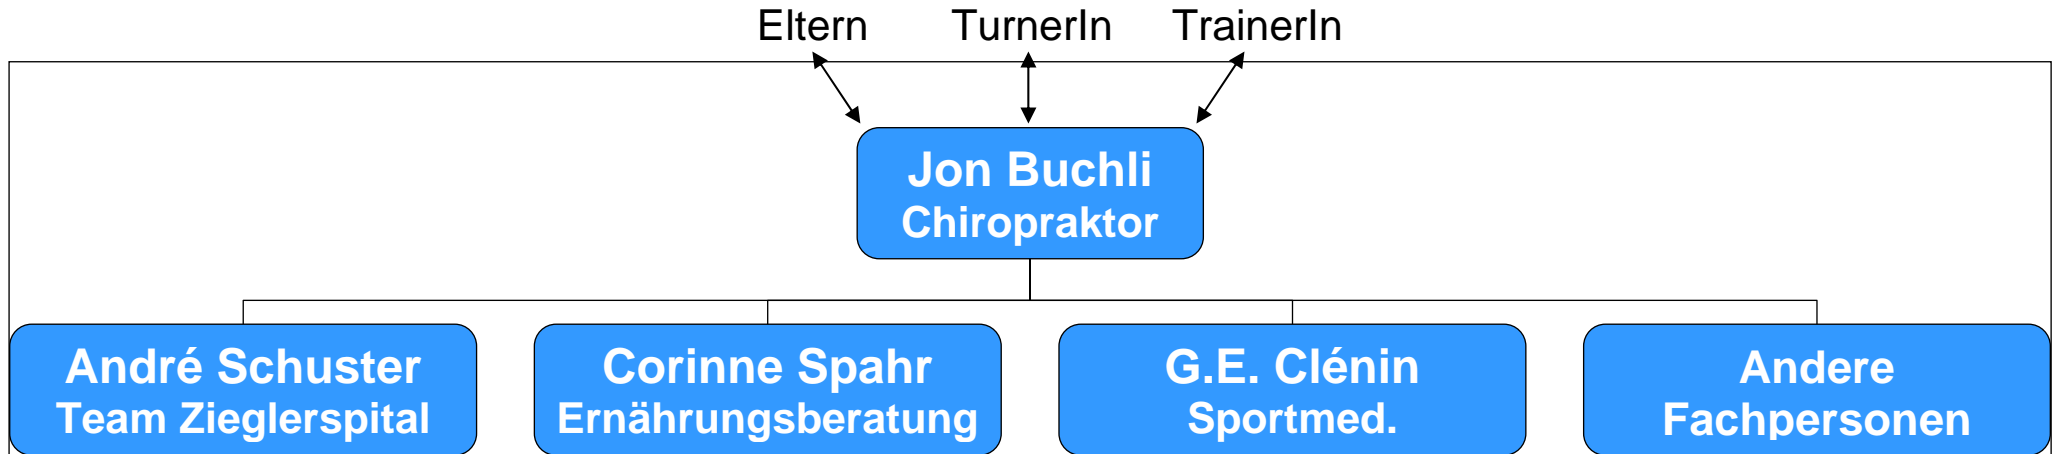 Eltern TurnerIn TrainerIn
Jon Buchli
Chiropraktor
André Schuster
Team Zieglerspital
Corinne Spahr
Ernährungsberatung
G.E. Clénin
Sportmed.
Andere
Fachpersonen